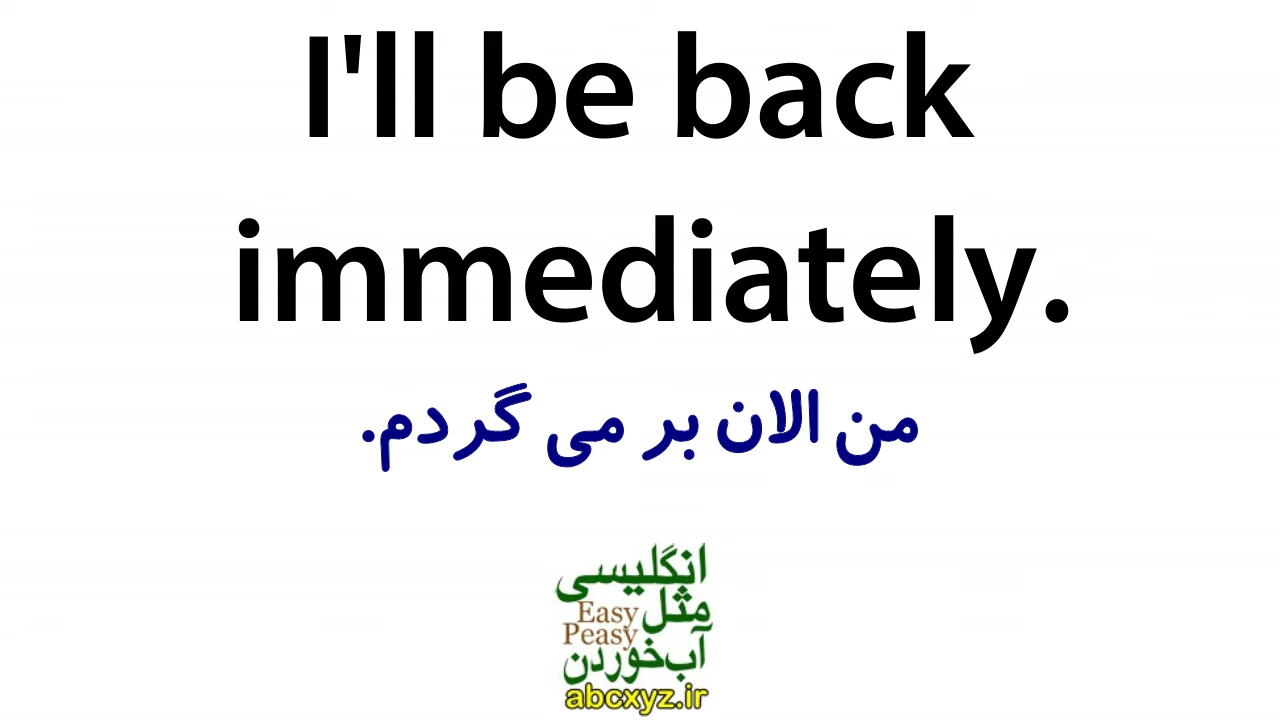 I'll be back
immediately.
من الان بر می گردم.
انگلیسی
مثل
Easy
Peasy
آب خوردن
abcxyz.ir